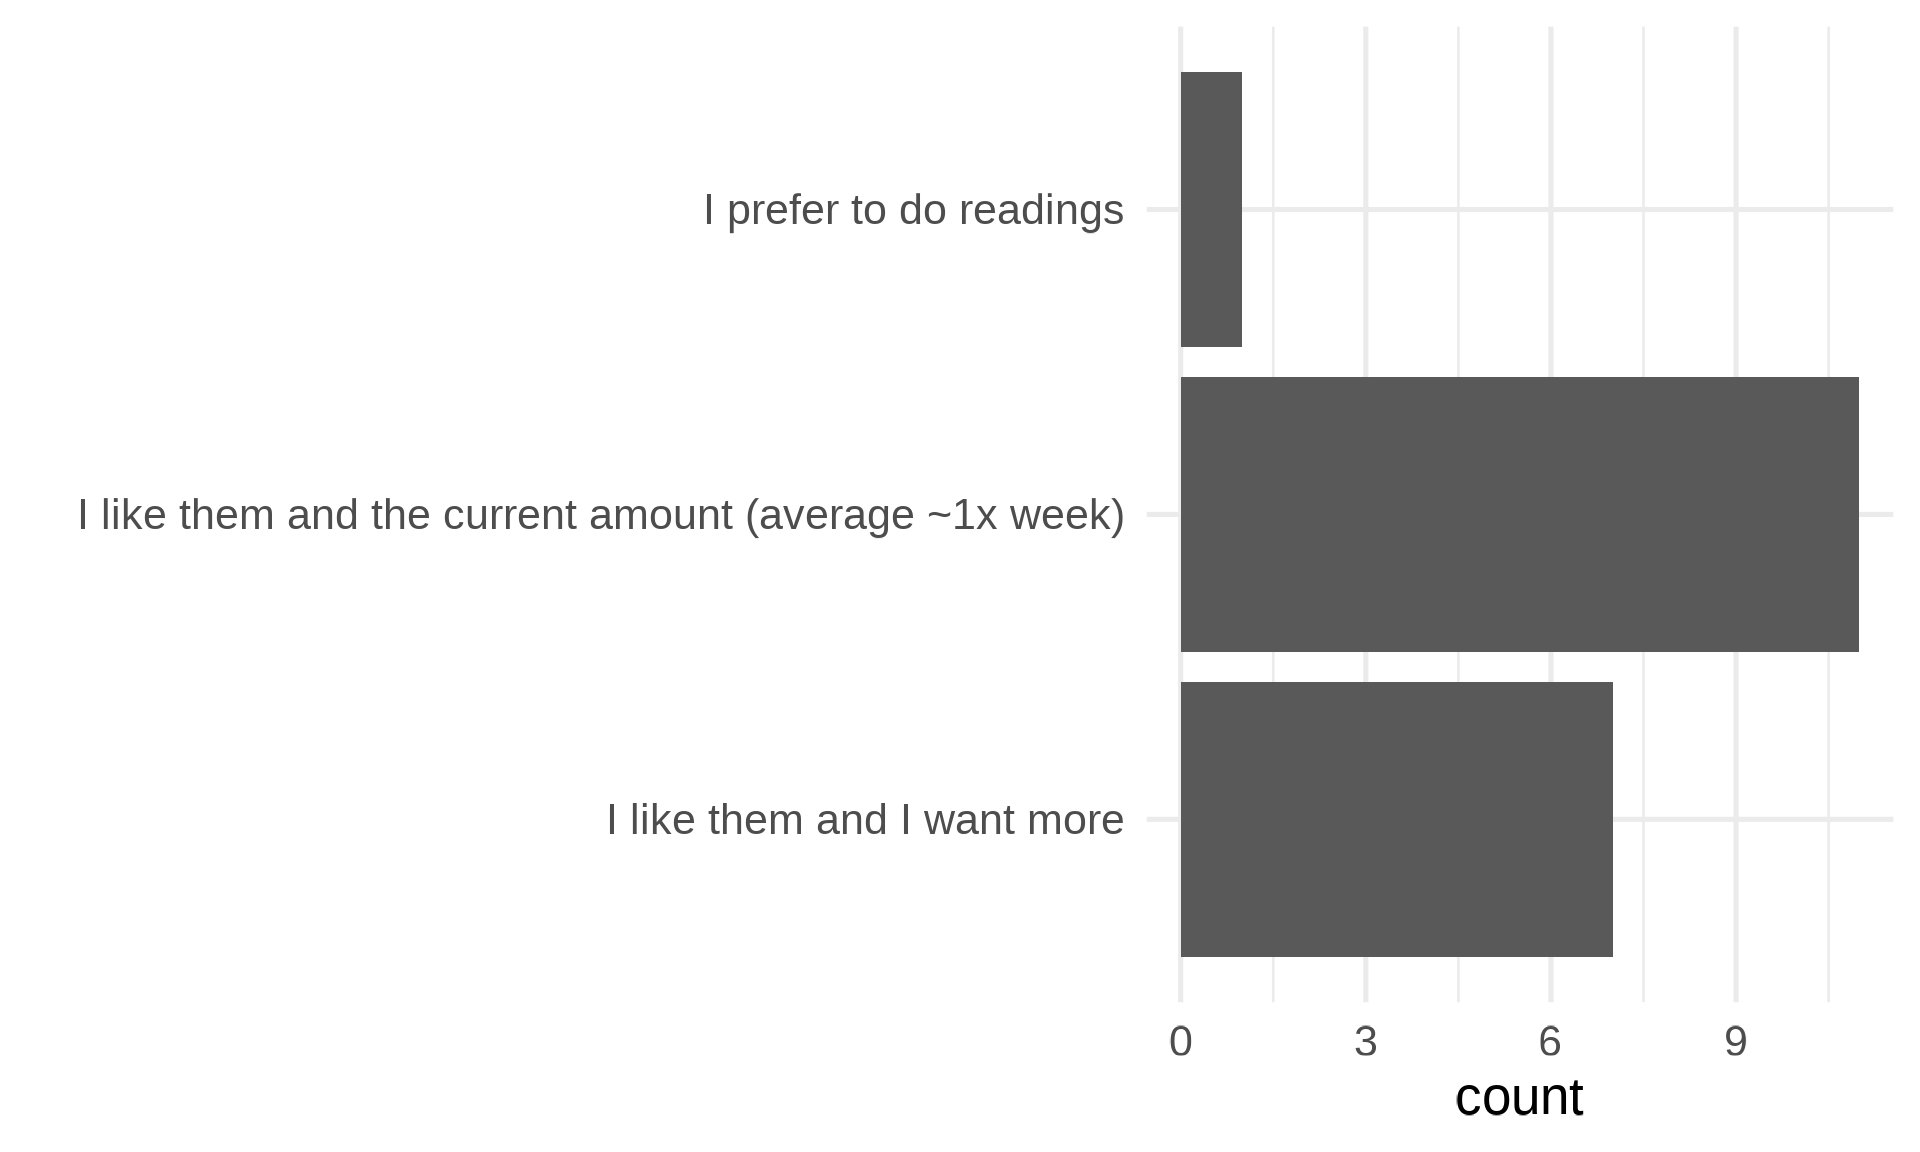 I prefer to do readings
I like them and the current amount (average ~1x week)
I like them and I want more
0 3 6 9
count